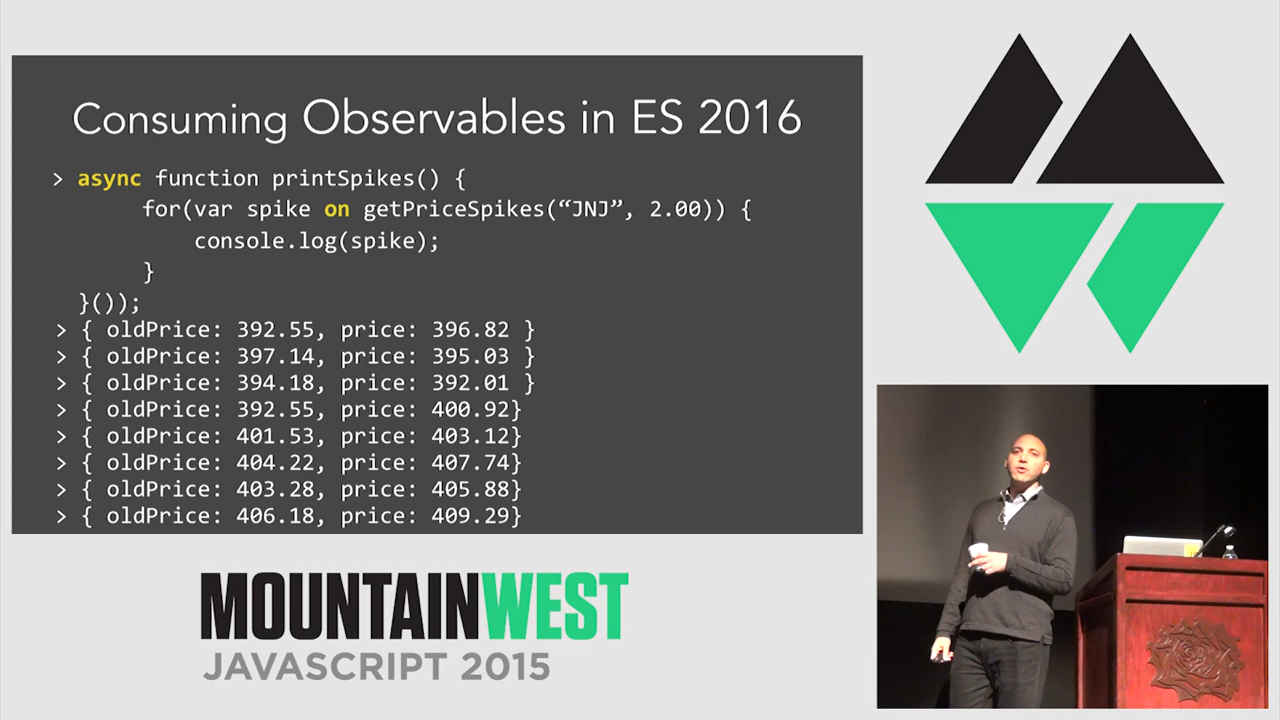 Consuming Observables in ES 2016
> async function printSpikes() {
for(var spike on getPriceSpikes(“JNJ”, 2.00)) {
console.log(spike);
}
}());
> { oldPrice: 392.55, price: 396.82 }
> { oldPrice: 397.14, price: 395.03 }
> { oldPrice: 394.18, price: 392.01 }
> { oldPrice: 392.55, price: 400.92}
> { oldPrice: 401.53, price: 403.12}
> { oldPrice: 404.22, price: 407.74}
> { oldPrice: 403.28, price: 405.88}
> { oldPrice: 406.18, price: 409.29}
MOUNTAINWEST
JAVASCRIPT 2015